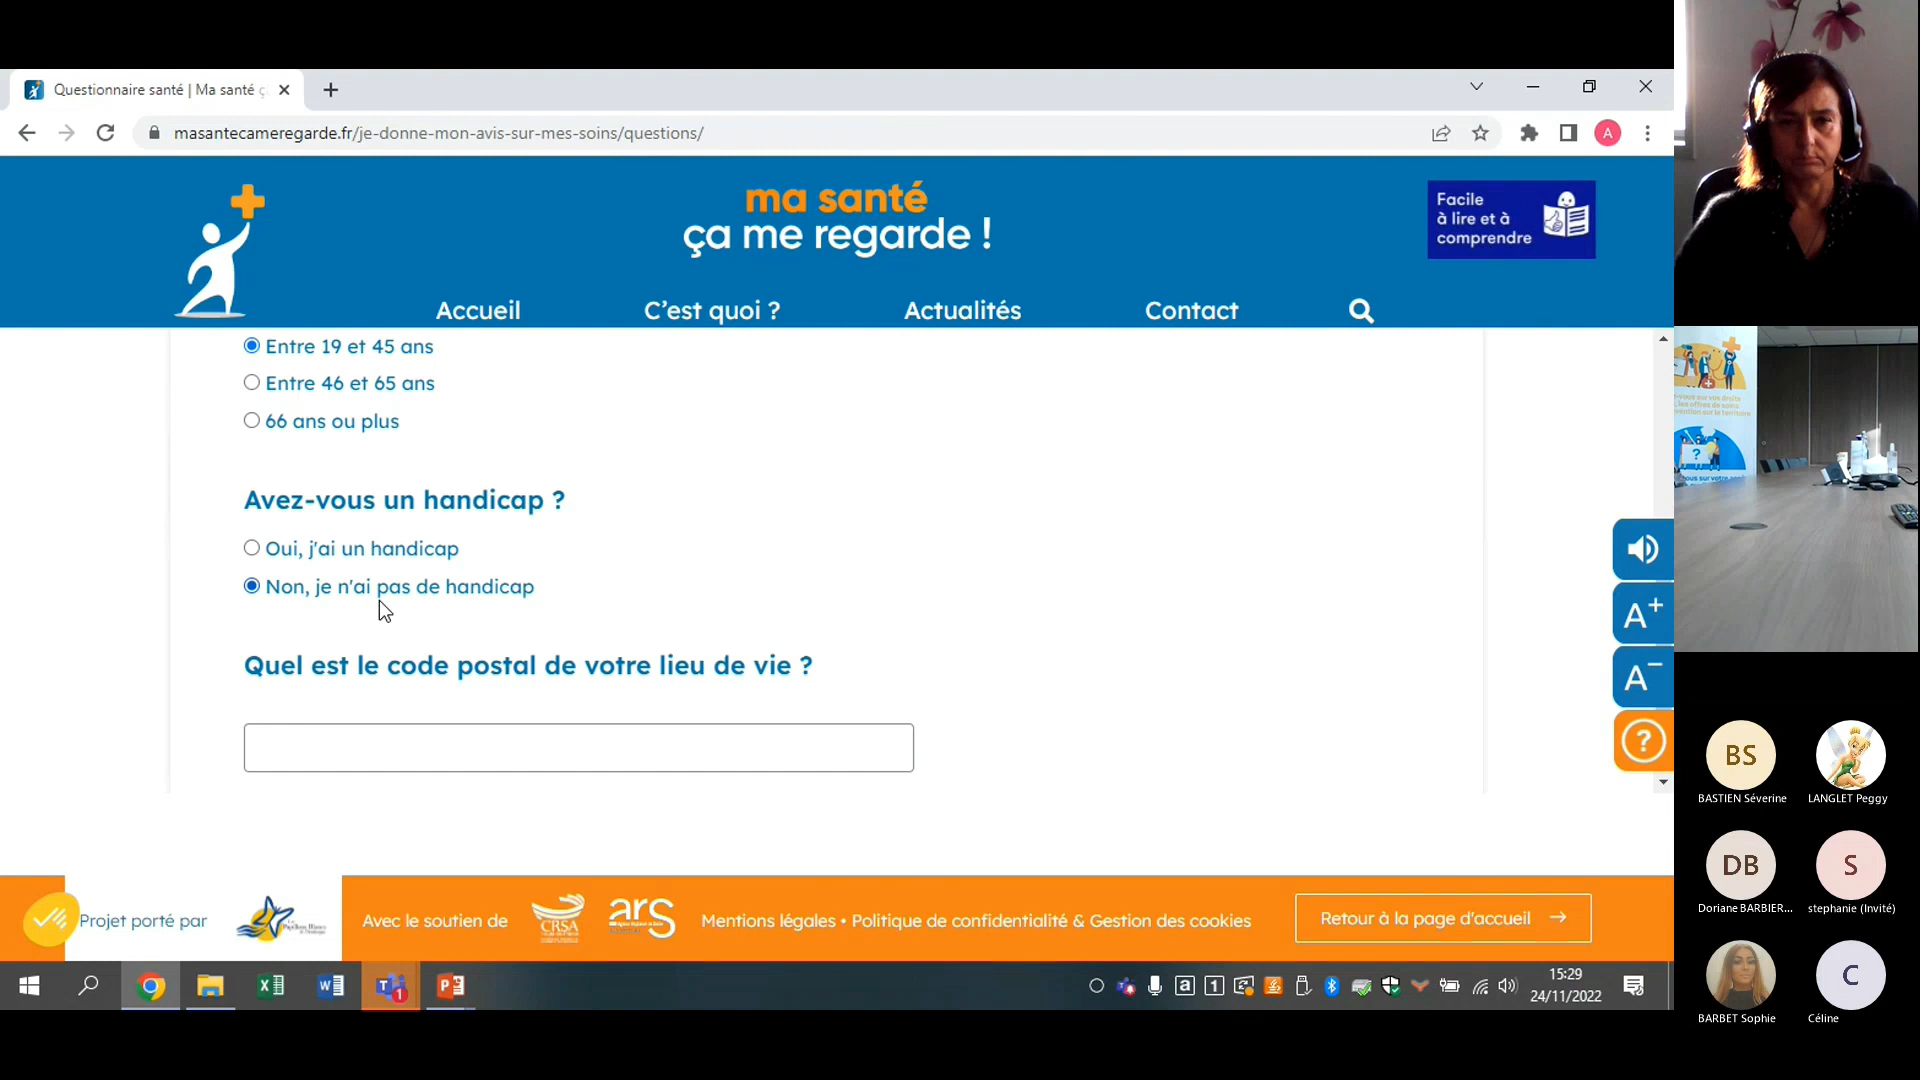 Questionnaire santé | Ma santé ç
masantecameregarde.fr/je-donne-mon-avis-sur-mes-soins/questions/
A
ma santé
ça me regarde !
Facile
à lire et à
comprendre
Accueil
C’est quoi ?
Actualités
Contact
Entre 19 et 45 ans
Entre 46 et 65 ans
66 ans ou plus
Avez-vous un handicap ?
Oui, j'ai un handicap
Non, je n'ai pas de handicap
Quel est le code postal de votre lieu de vie ?
A+
A−
?
Projet porté par
Avec le soutien de
CRSA
ars
Mentions légales • Politique de confidentialité & Gestion des cookies
Retour à la page d'accueil
15:29
24/11/2022
BS
BASTIEN Séverine
LANGLET Peggy
DB
Doriane BARBIER...
S
stephanie (Invité)
BARBET Sophie
C
Céline